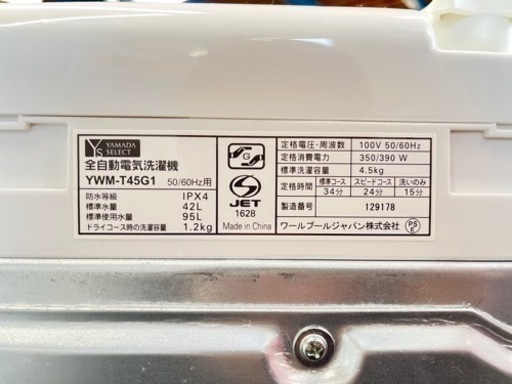 YS YAMADA SELECT
全自動電気洗濯機
YWM-T45G1 50/60Hz用
防水等級 IPX4
標準水量 42L
標準使用水量 95L
ドライコース時の洗濯容量 1.2kg
G
S
JET
1628
Made in China
定格電圧・周波数 100V 50/60Hz
定格消費電力 350/390 W
標準洗濯容量 4.5kg
定格時間 標準コース スピードコース 洗いのみ
34分 24分 15分
製造番号 129178
ワールプールジャパン株式会社
PS E